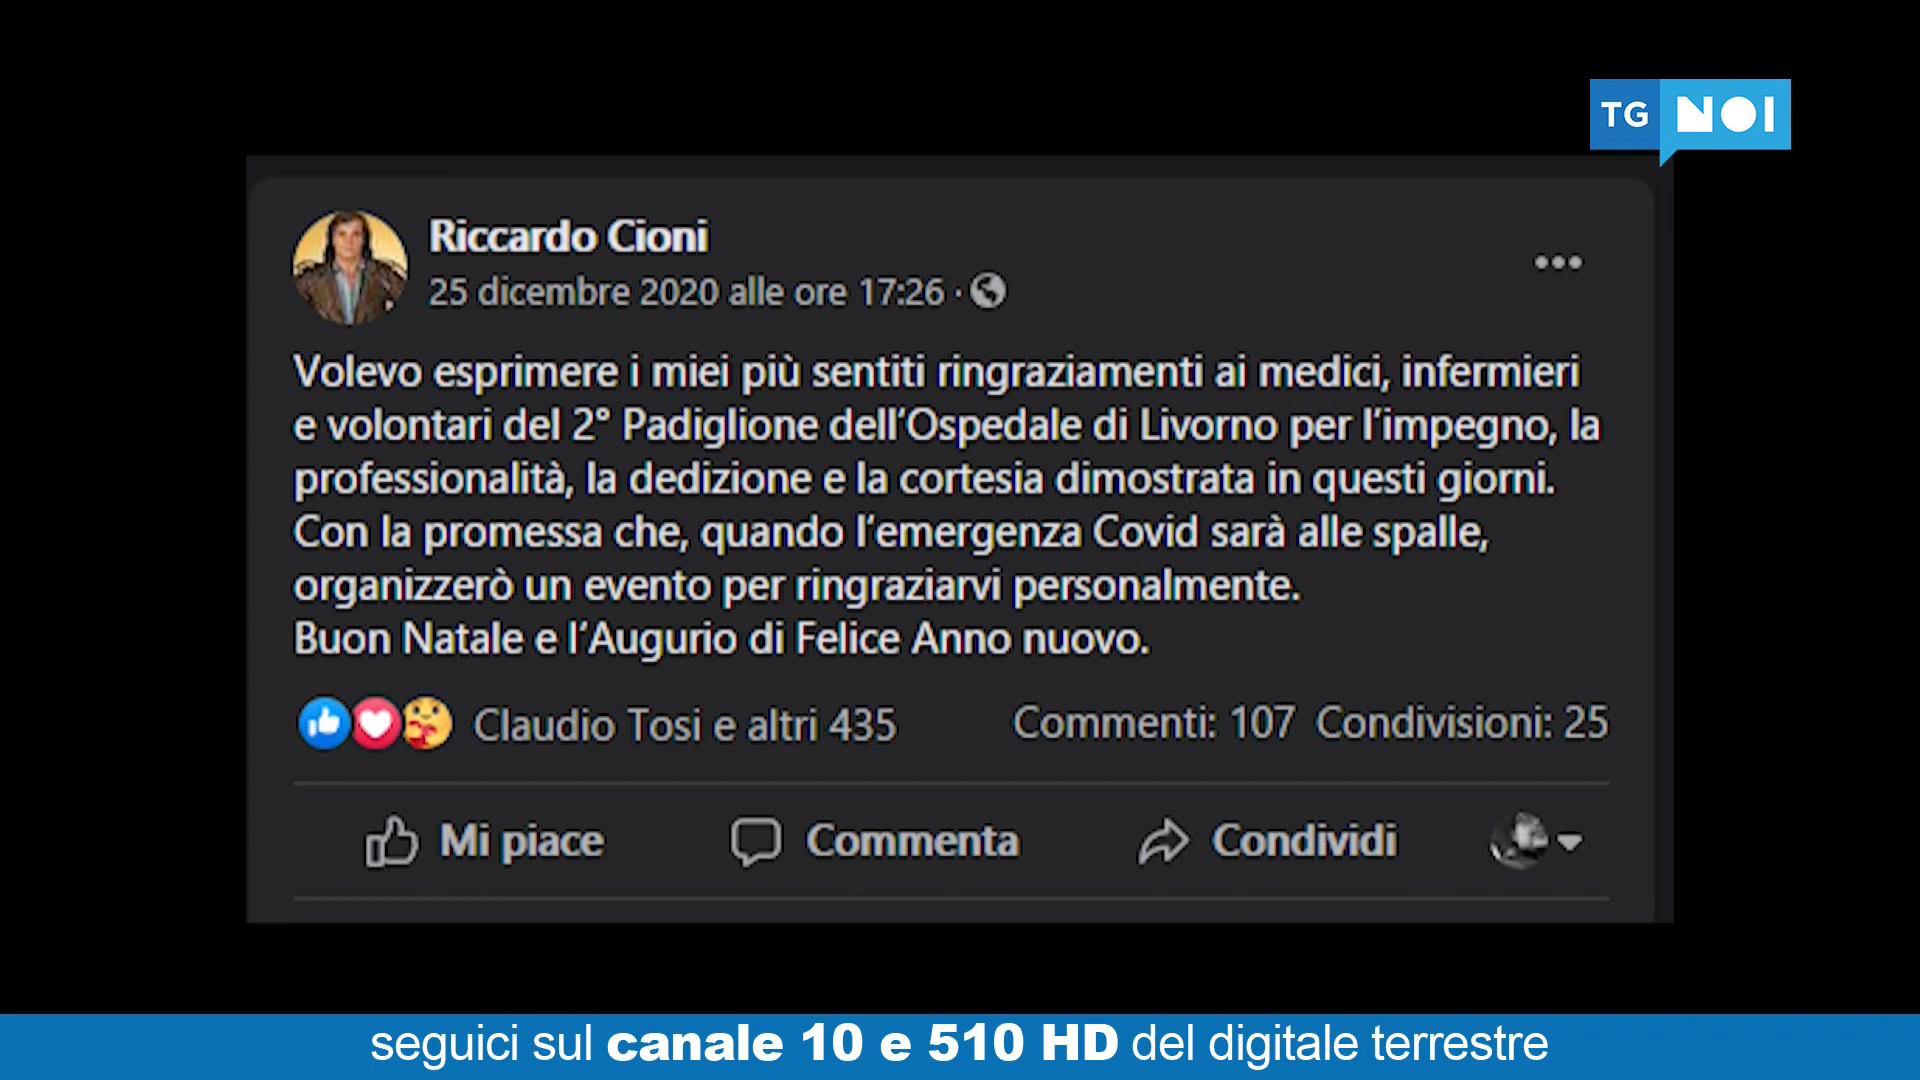 TG NOI
Riccardo Cioni
25 dicembre 2020 alle ore 17:26 ·
Volevo esprimere i miei più sentiti ringraziamenti ai medici, infermieri
e volontari del 2° Padiglione dell'Ospedale di Livorno per l'impegno, la
professionalità, la dedizione e la cortesia dimostrata in questi giorni.
Con la promessa che, quando l'emergenza Covid sarà alle spalle,
organizzerò un evento per ringraziarvi personalmente.
Buon Natale e l'Augurio di Felice Anno nuovo.
Claudio Tosi e altri 435 Commenti: 107 Condivisioni: 25
Mi piace Commenta Condividi
seguici sul canale 10 e 510 HD del digitale terrestre